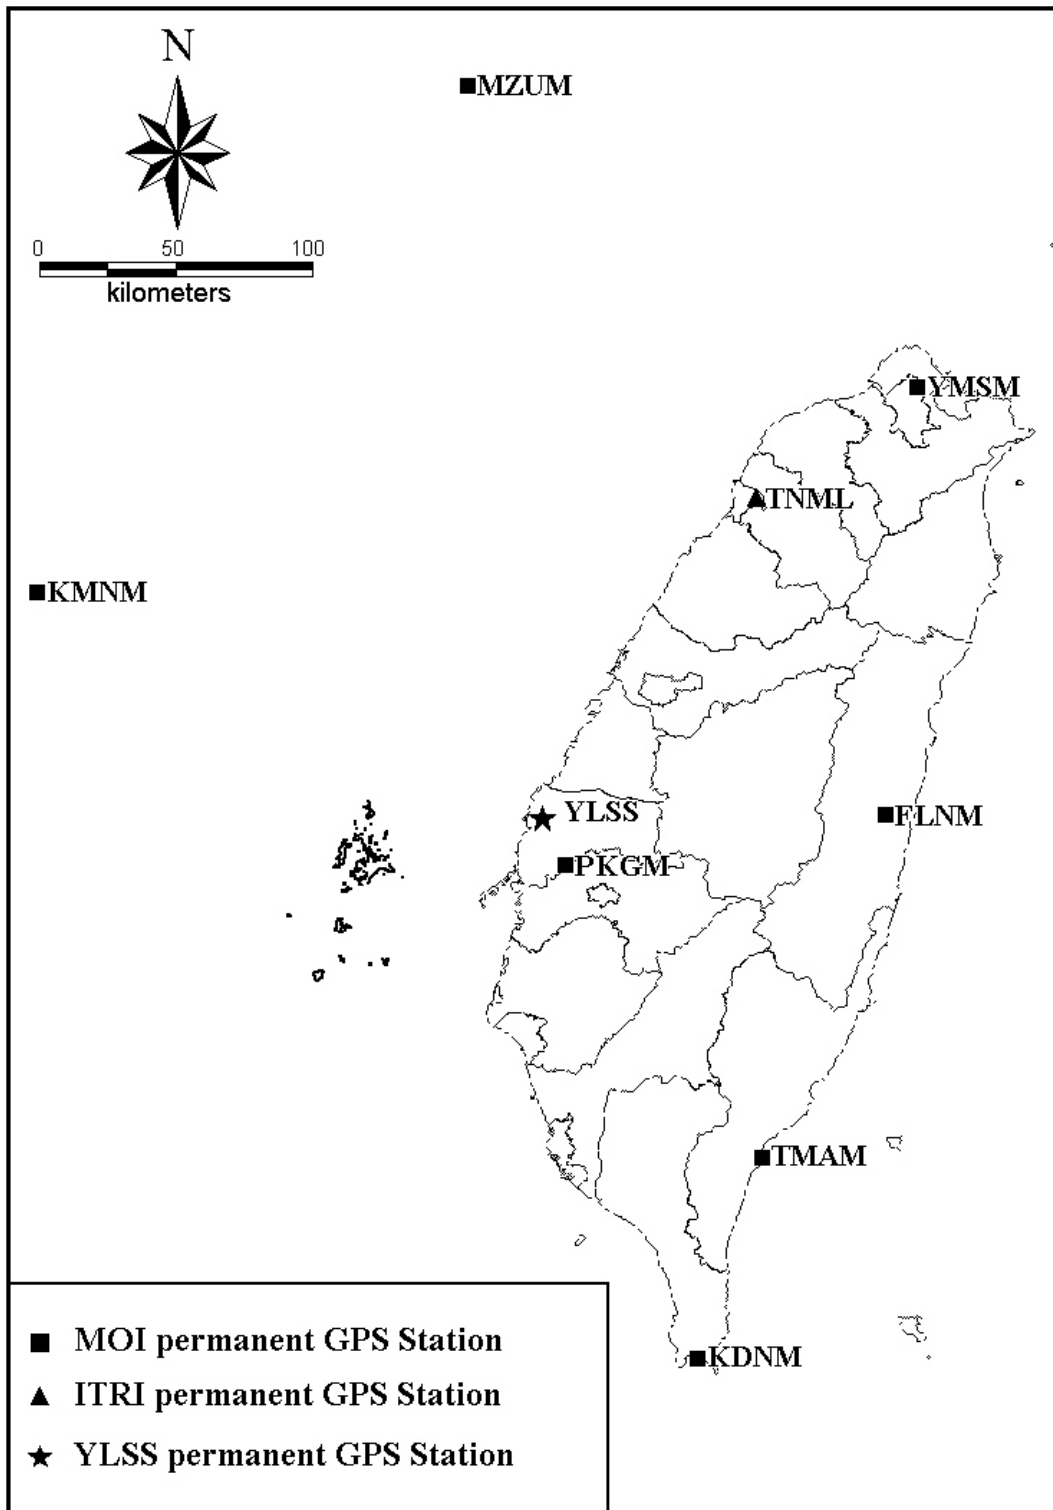 N
MZUM
0 50 100
kilometers
YMSM
TNML
KMNM
YLSS
FLNM
PKGM
TMAM
KDNM
MOI permanent GPS Station
ITRI permanent GPS Station
YLSS permanent GPS Station